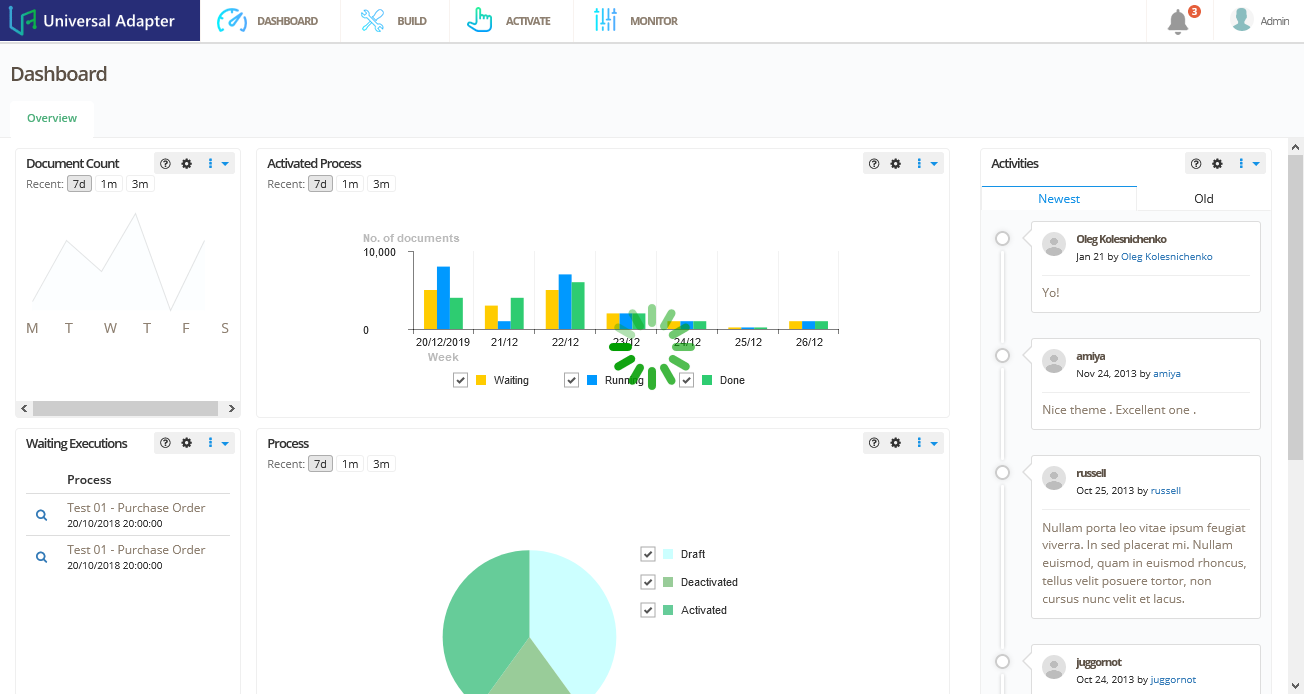 Universal Adapter
DASHBOARD
BUILD
ACTIVATE
MONITOR
3
Admin
Dashboard
Overview
Document Count
Recent: 7d 1m 3m
M T W T F S
Activated Process
Recent: 7d 1m 3m
No. of documents
10,000
0
20/12/2019 21/12 22/12 23/12 24/12 25/12 26/12
Week
Waiting Running Done
Activities
Newest Old
Oleg Kolesnichenko
Jan 21 by Oleg Kolesnichenko
Yo!
amiya
Nov 24, 2013 by amiya
Nice theme . Excellent one .
russell
Oct 25, 2013 by russell
Nullam porta leo vitae ipsum feugiat
viverra. In sed placerat mi. Nullam
euismod, quam in euismod rhoncus,
tellus velit posuere tortor, non
cursus nunc velit et lacus.
juggornot
Oct 24, 2013 by juggornot
Waiting Executions
Process
Test 01 - Purchase Order
20/10/2018 20:00:00
Test 01 - Purchase Order
20/10/2018 20:00:00
Process
Recent: 7d 1m 3m
Draft
Deactivated
Activated